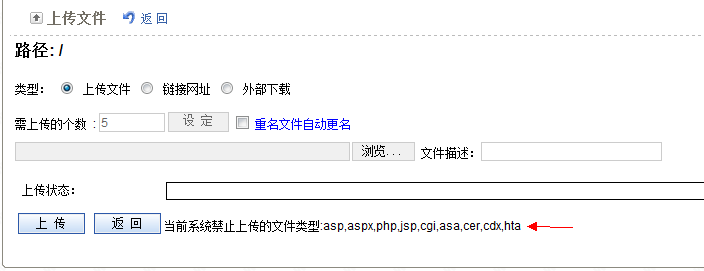 上传文件 返 回
路径: /
类型： 上传文件 链接网址 外部下载
需上传的个数 : 5 设 定 重名文件自动更名
浏览... 文件描述：
上传状态：
上 传 返 回 当前系统禁止上传的文件类型:asp,aspx,php,jsp,cgi,asa,cer,cdx,hta